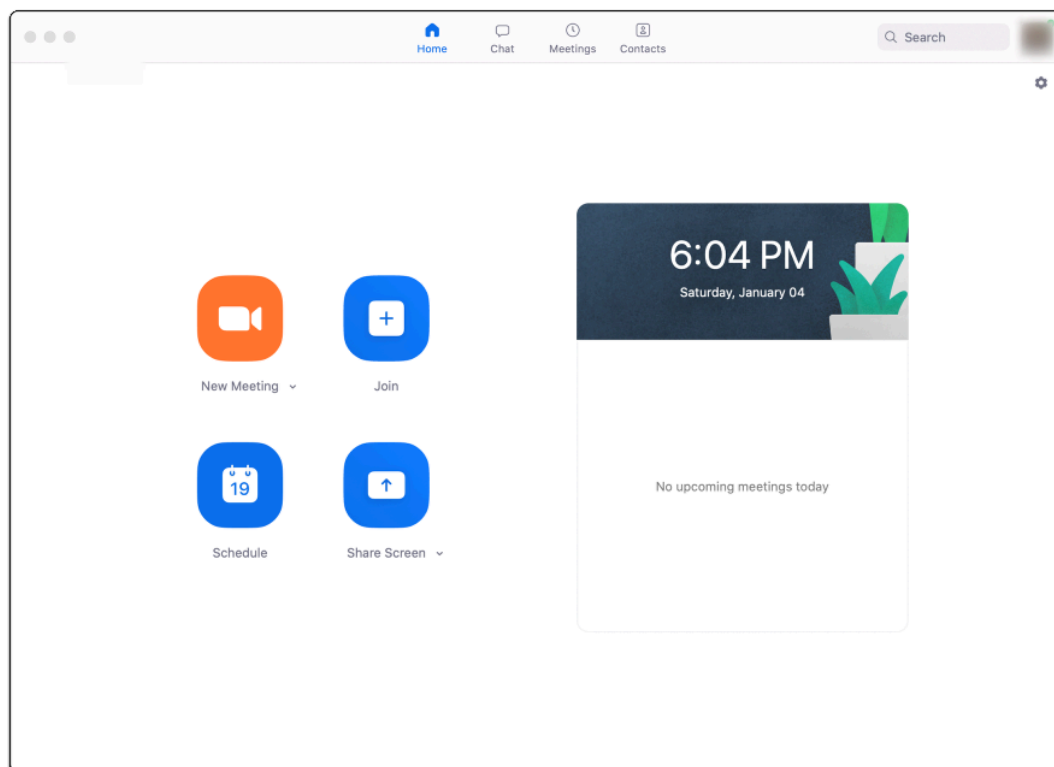 Home
Chat
Meetings
Contacts
Search
6:04 PM
Saturday, January 04
New Meeting
Join
19
Schedule
Share Screen
No upcoming meetings today